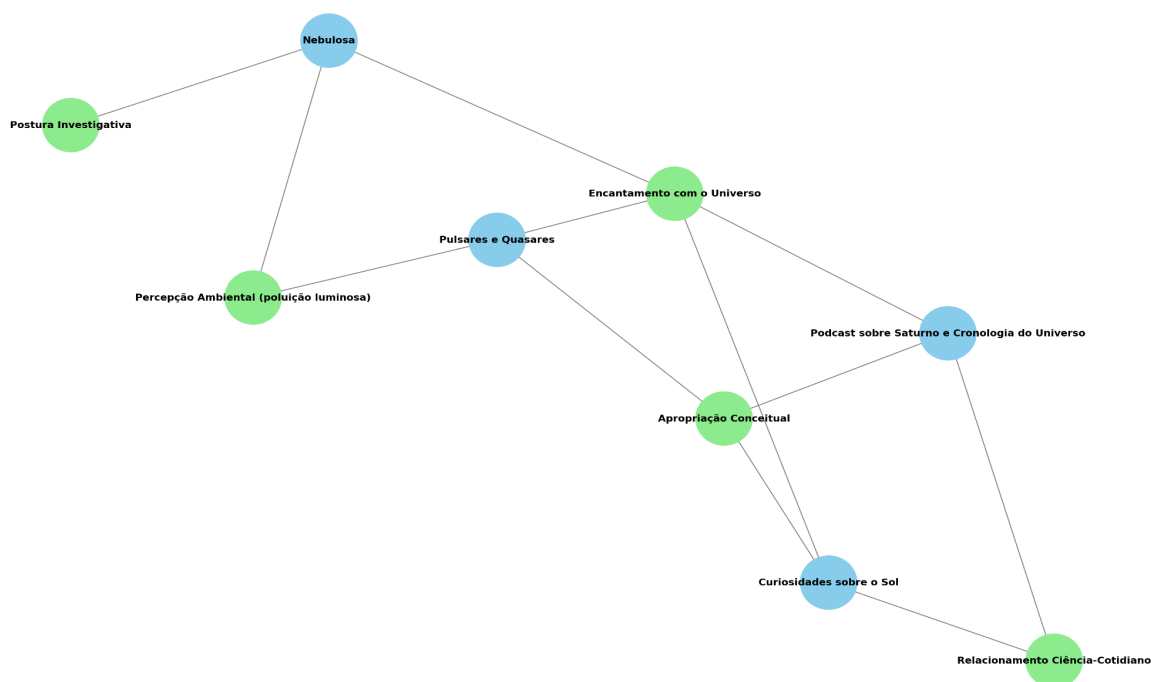 Nebulosa
Postura Investigativa
Encantamento com o Universo
Pulsares e Quasares
Percepção Ambiental (poluição luminosa)
Podcast sobre Saturno e Cronologia do Universo
Apropriação Conceitual
Curiosidades sobre o Sol
Relacionamento Ciência-Cotidiano